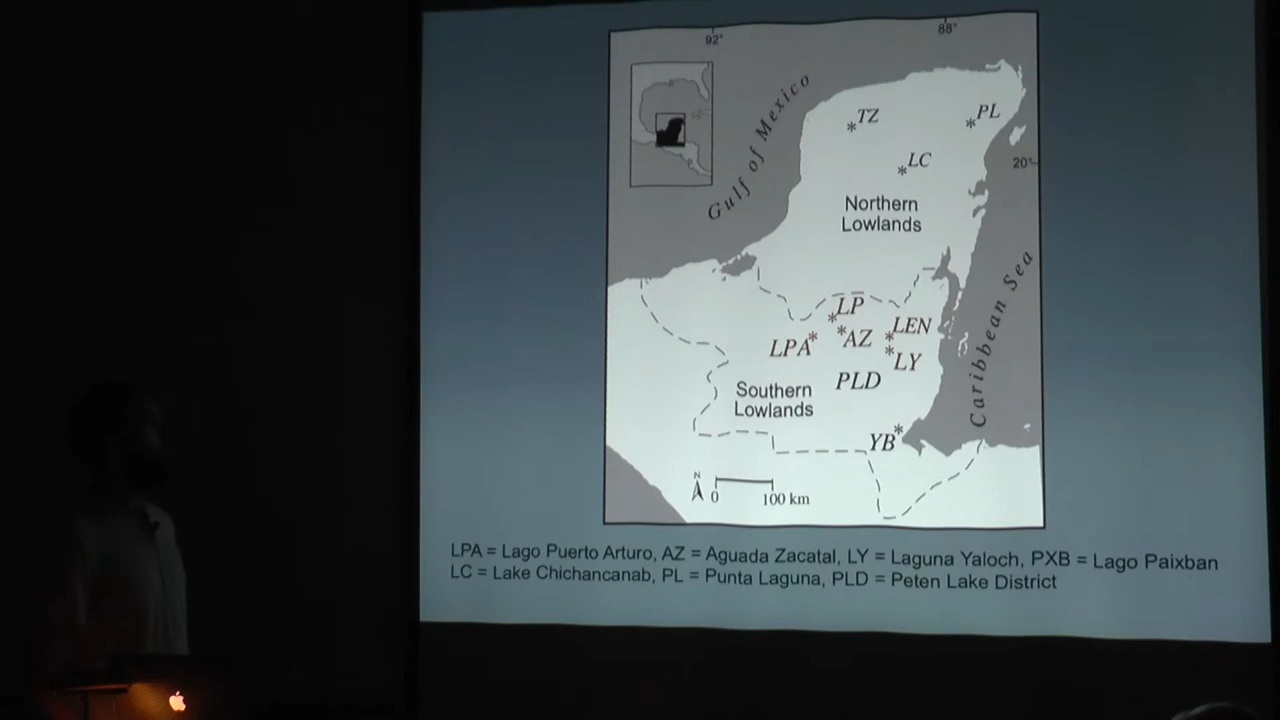 92°
88°
Gulf of Mexico
TZ
PL
LC
20°
Northern
Lowlands
Caribbean Sea
LP
LEN
LPA
AZ
LY
PLD
Southern
Lowlands
YB
N
0 100 km
LPA = Lago Puerto Arturo, AZ = Aguada Zacatal, LY = Laguna Yaloch, PXB = Lago Paixban
LC = Lake Chichancanab, PL = Punta Laguna, PLD = Peten Lake District